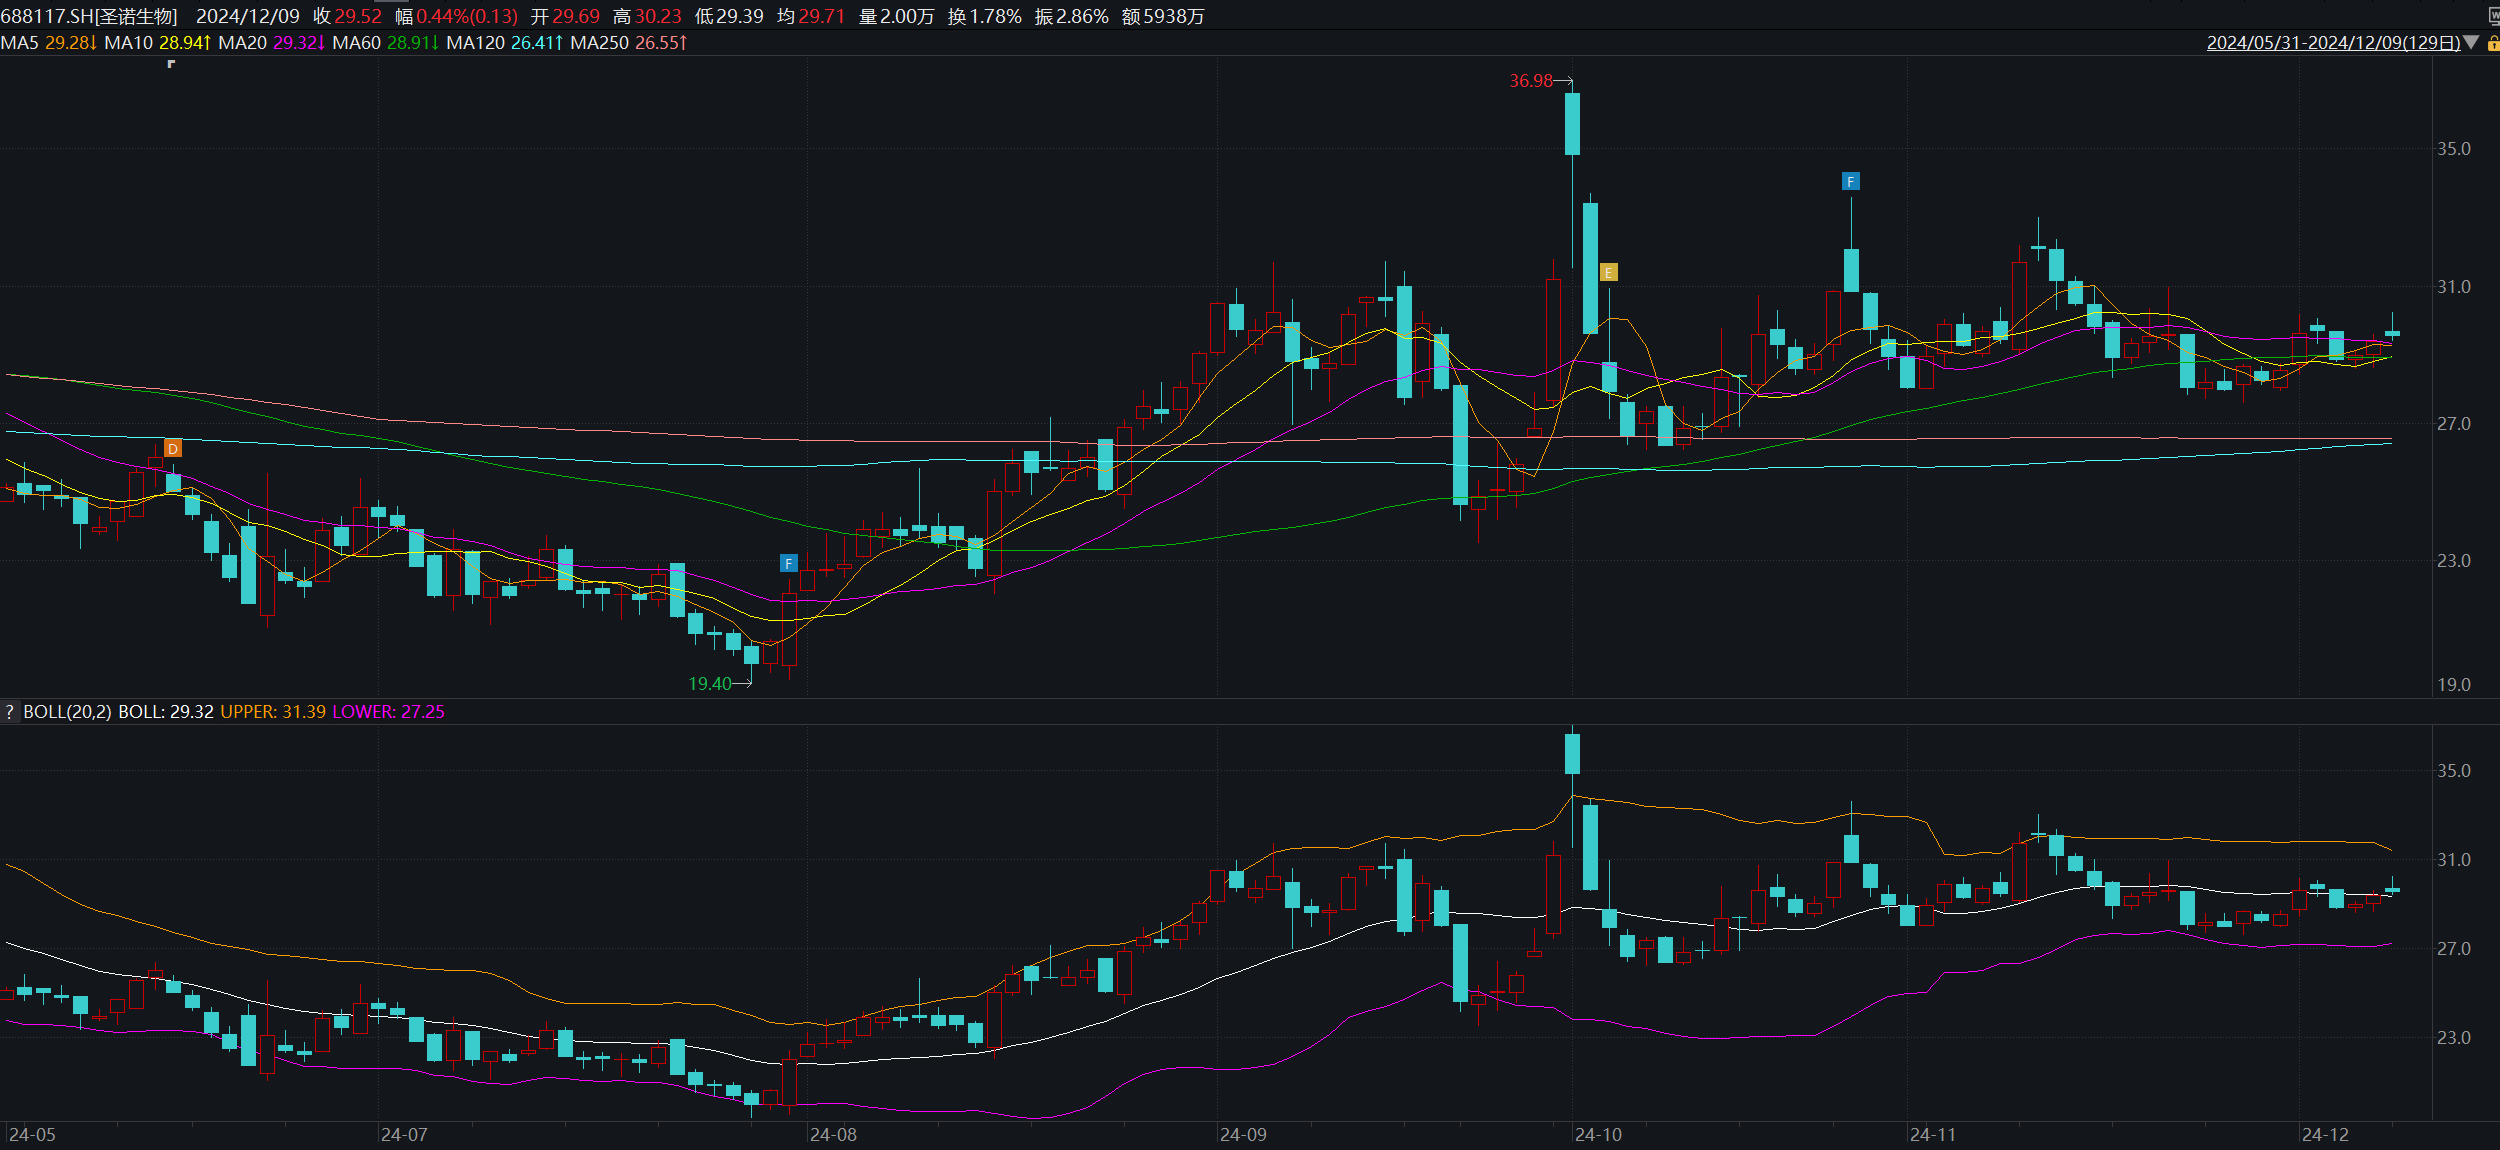 688117.SH[圣诺生物] 2024/12/09 收29.52 幅0.44%(0.13) 开29.69 高30.23 低29.39 均29.71 量2.00万 换1.78% 振2.86% 额5938万
MA5 29.28↓ MA10 28.94↑ MA20 29.32↓ MA60 28.91↓ MA120 26.41↑ MA250 26.55↑ 2024/05/31-2024/12/09(129日)
36.98
35.0
F
E
31.0
27.0
D
23.0
F
19.40
19.0
? BOLL(20,2) BOLL: 29.32 UPPER: 31.39 LOWER: 27.25
35.0
31.0
27.0
23.0
24-05 24-07 24-08 24-09 24-10 24-11 24-12